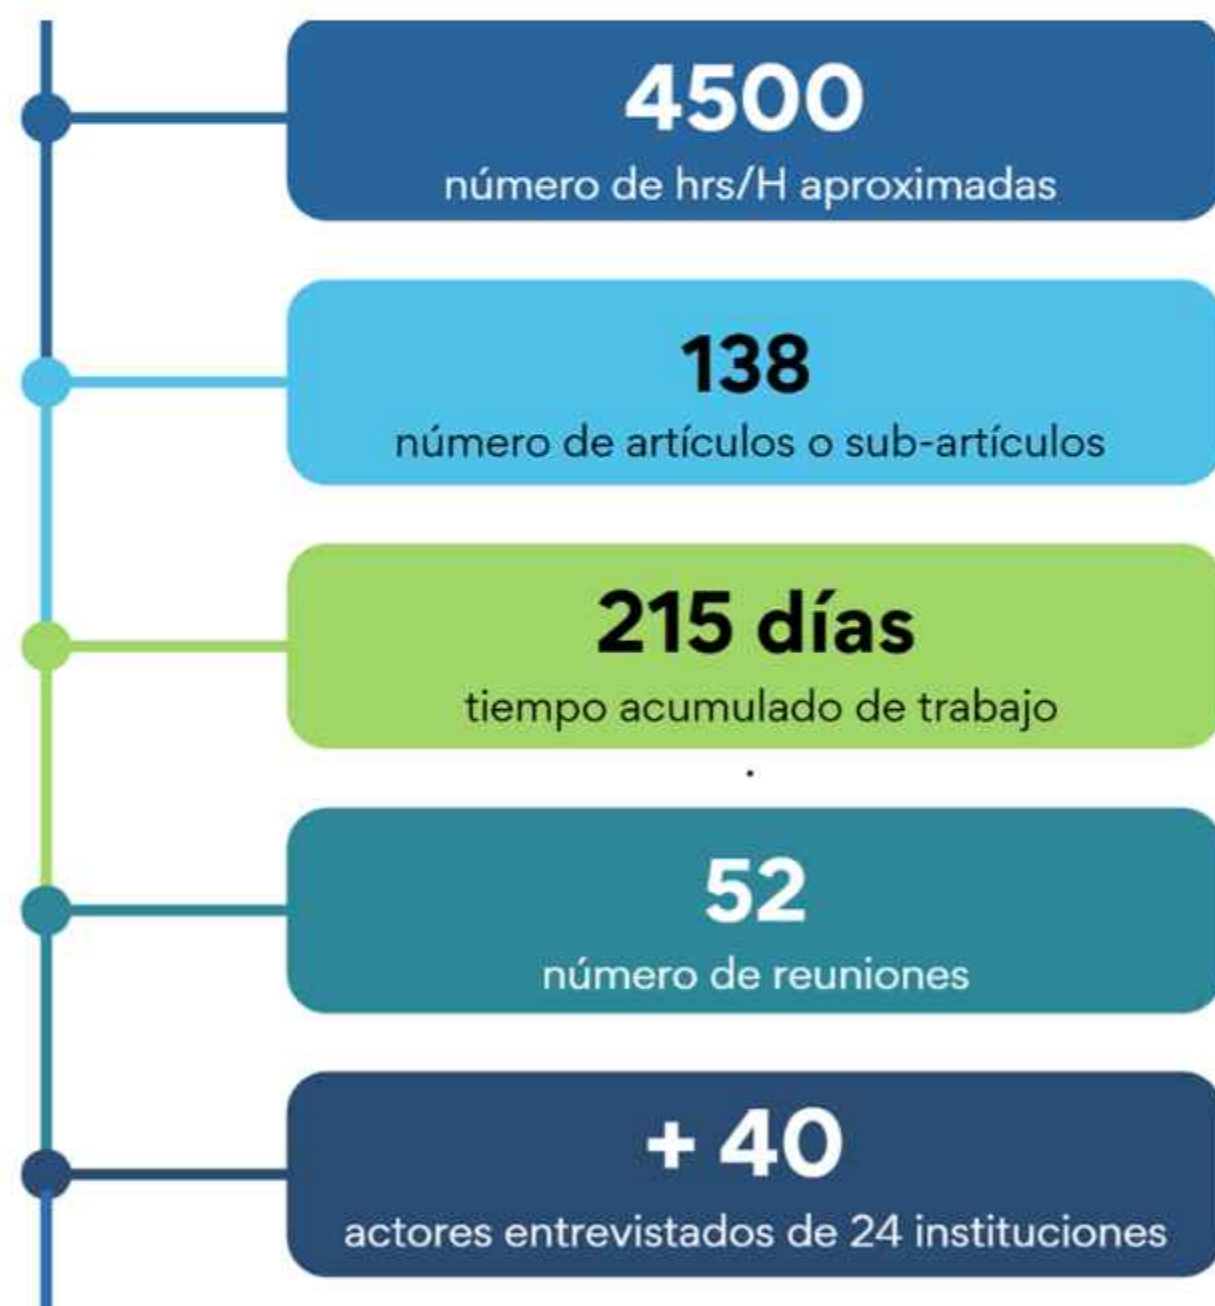 4500
número de hrs/H aproximadas
138
número de artículos o sub-artículos
215 días
tiempo acumulado de trabajo
.
52
número de reuniones
+ 40
actores entrevistados de 24 instituciones